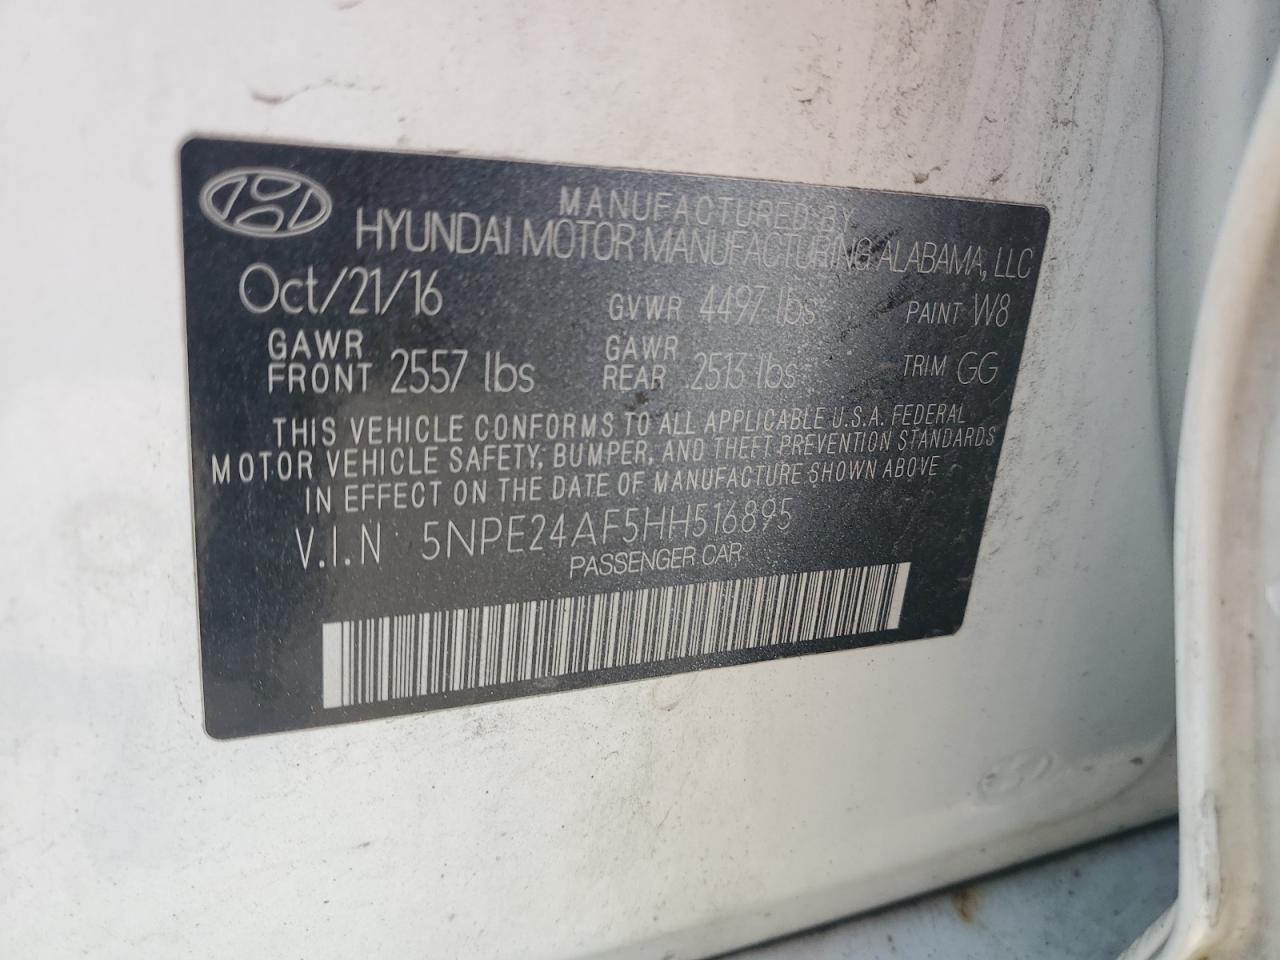 MANUFACTURED BY
HYUNDAI MOTOR MANUFACTURING ALABAMA, LLC
Oct/21/16 GVWR 4497 lbs PAINT W8
GAWR FRONT 2557 lbs GAWR REAR 2513 lbs TRIM GG
THIS VEHICLE CONFORMS TO ALL APPLICABLE U.S.A. FEDERAL
MOTOR VEHICLE SAFETY, BUMPER, AND THEFT PREVENTION STANDARDS
IN EFFECT ON THE DATE OF MANUFACTURE SHOWN ABOVE
V.I.N 5NPE24AF5HH516895
PASSENGER CAR